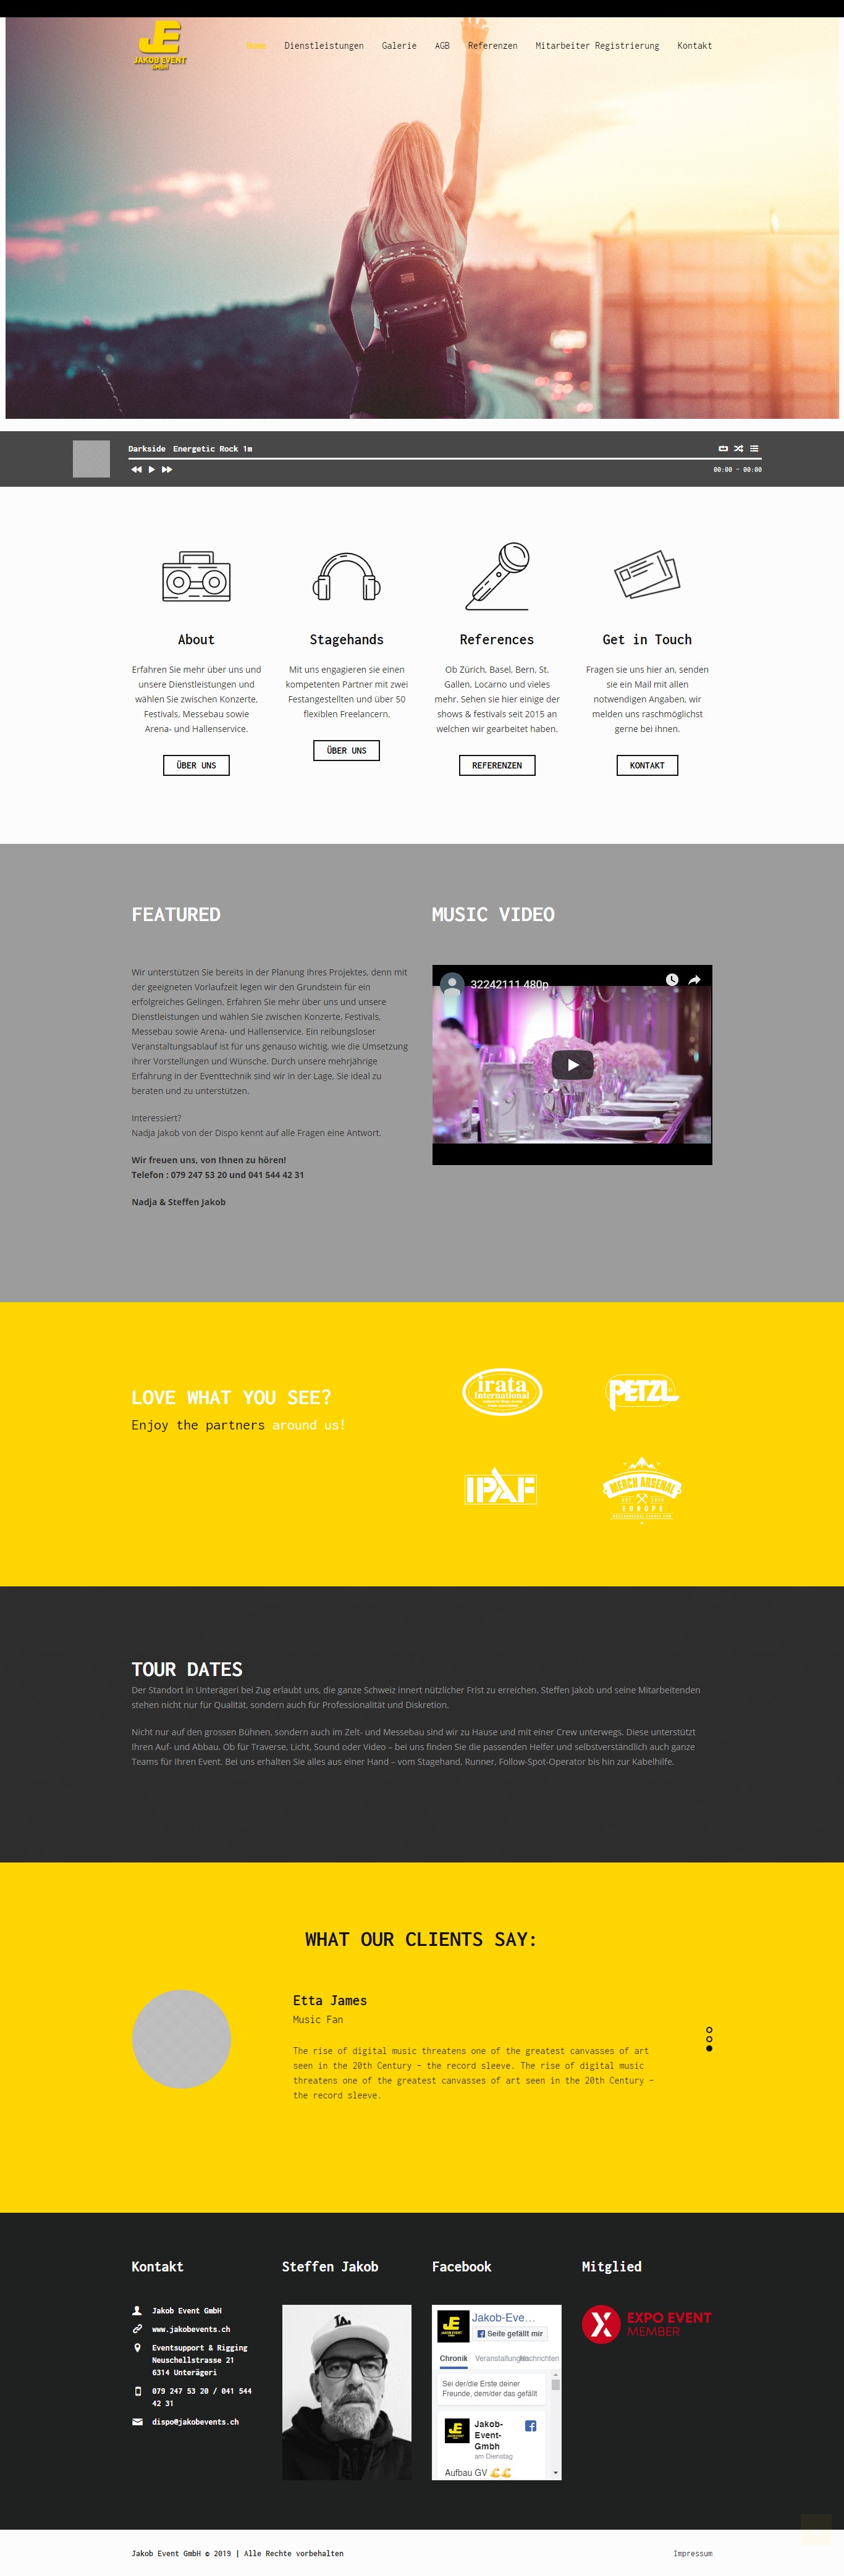 JE
JAKOB EVENT
GmbH
Home Dienstleistungen Galerie AGB Referenzen Mitarbeiter Registrierung Kontakt
Darkside Energetic Rock 1m
00:00 - 00:00
About
Erfahren Sie mehr über uns und
unsere Dienstleistungen und
wählen Sie zwischen Konzerte,
Festivals, Messebau sowie
Arena- und Hallenservice.
ÜBER UNS
Stagehands
Mit uns engagieren sie einen
kompetenten Partner mit zwei
Festangestellten und über 50
flexiblen Freelancern.
ÜBER UNS
References
Ob Zürich, Basel, Bern, St.
Gallen, Locarno und vieles
mehr. Sehen sie hier einige der
shows & festivals seit 2015 an
welchen wir gearbeitet haben.
REFERENZEN
Get in Touch
Fragen sie uns hier an, senden
sie ein Mail mit allen
notwendigen Angaben, wir
melden uns raschmöglichst
gerne bei ihnen.
KONTAKT
FEATURED
Wir unterstützen Sie bereits in der Planung Ihres Projektes, denn mit
der geeigneten Vorlaufzeit legen wir den Grundstein für ein
erfolgreiches Gelingen. Erfahren Sie mehr über uns und unsere
Dienstleistungen und wählen Sie zwischen Konzerte, Festivals,
Messebau sowie Arena- und Hallenservice. Ein reibungsloser
Veranstaltungsablauf ist für uns genauso wichtig, wie die Umsetzung
ihrer Vorstellungen und Wünsche. Durch unsere mehrjährige
Erfahrung in der Eventtechnik sind wir in der Lage, Sie ideal zu
beraten und zu unterstützen.
Interessiert?
Nadja Jakob von der Dispo kennt auf alle Fragen eine Antwort.
Wir freuen uns, von Ihnen zu hören!
Telefon : 079 247 53 20 und 041 544 42 31
Nadja & Steffen Jakob
MUSIC VIDEO
32242111 480p
LOVE WHAT YOU SEE?
Enjoy the partners around us!
irata
International
PETZL
IPAF
MERCH ARSENAL
EUROPE
TOUR DATES
Der Standort in Unterägeri bei Zug erlaubt uns, die ganze Schweiz innert nützlicher Frist zu erreichen. Steffen Jakob und seine Mitarbeitenden
stehen nicht nur für Qualität, sondern auch für Professionalität und Diskretion.
Nicht nur auf den grossen Bühnen, sondern auch im Zelt- und Messebau sind wir zu Hause und mit einer Crew unterwegs. Diese unterstützt
Ihren Auf- und Abbau. Ob für Traverse, Licht, Sound oder Video – bei uns finden Sie die passenden Helfer und selbstverständlich auch ganze
Teams für Ihren Event. Bei uns erhalten Sie alles aus einer Hand – vom Stagehand, Runner, Follow-Spot-Operator bis hin zur Kabelhilfe.
WHAT OUR CLIENTS SAY:
Etta James
Music Fan
The rise of digital music threatens one of the greatest canvasses of art
seen in the 20th Century – the record sleeve. The rise of digital music
threatens one of the greatest canvasses of art seen in the 20th Century –
the record sleeve.
Kontakt
Jakob Event GmbH
www.jakobevents.ch
Eventsupport & Rigging
Neuschellstrasse 21
6314 Unterägeri
079 247 53 20 / 041 544
42 31
dispo@jakobevents.ch
Steffen Jakob
LA
Facebook
Jakob-Eve...
Seite gefällt mir
Chronik Veranstaltungen Nachrichten
Sei der/die Erste deiner
Freunde, dem/der das gefällt
Jakob-
Event-
Gmbh
am Dienstag
Aufbau GV 💪💪
Mitglied
EXPO EVENT
MEMBER
Jakob Event GmbH © 2019 | Alle Rechte vorbehalten
Impressum